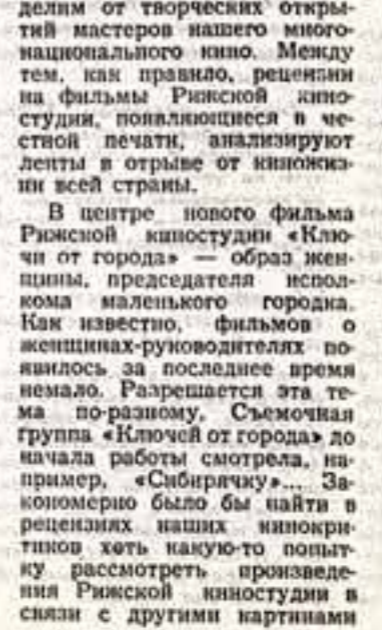 делим от творческих откры-
тий мастеров нашего много-
национального кино. Между
тем, как правило, рецензии
на фильмы Рижской кино-
студии, появляющиеся в ме-
стной печати, анализируют
ленты в отрыве от киножиз-
ни всей страны.
В центре нового фильма
Рижской киностудии «Клю-
чи от города» — образ жен-
щины, председателя испол-
кома маленького городка.
Как известно, фильмов о
женщинах-руководителях по-
явилось за последнее время
немало. Разрешается эта те-
ма по-разному. Съемочная
группа «Ключей от города» до
начала работы смотрела, на-
пример, «Сибирячку»... За-
кономерно было бы найти в
рецензиях наших кинокри-
тиков хоть какую-то попыт-
ку рассмотреть произведе-
ния Рижской киностудии в
связи с другими картинами